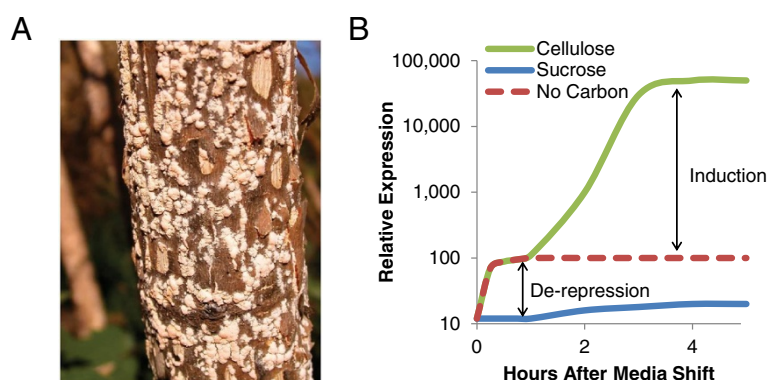 A
B
Cellulose
Sucrose
No Carbon
100,000
10,000
1,000
100
10
Relative Expression
Induction
De-repression
0
2
4
Hours After Media Shift